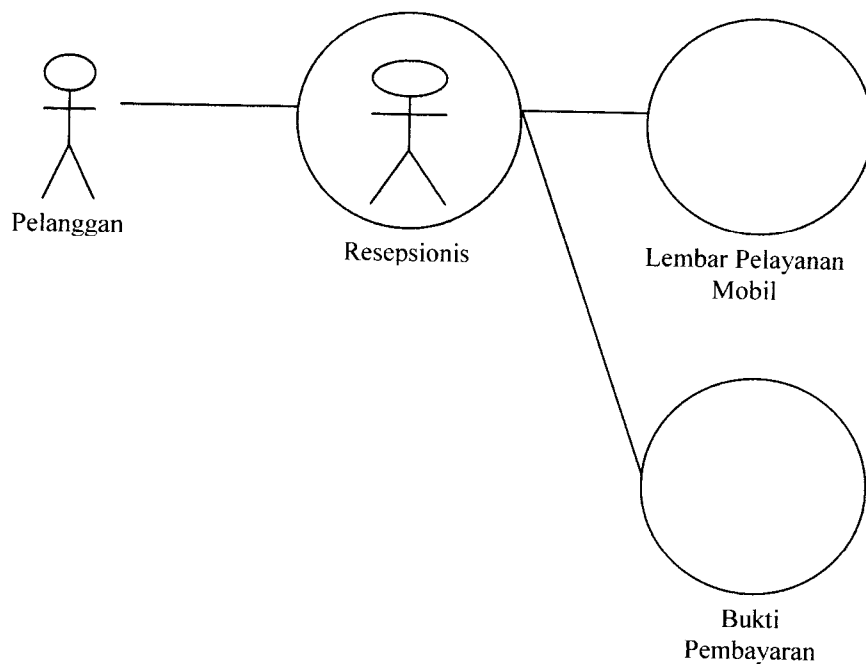 Pelanggan
Resepsionis
Lembar Pelayanan
Mobil
Bukti
Pembayaran